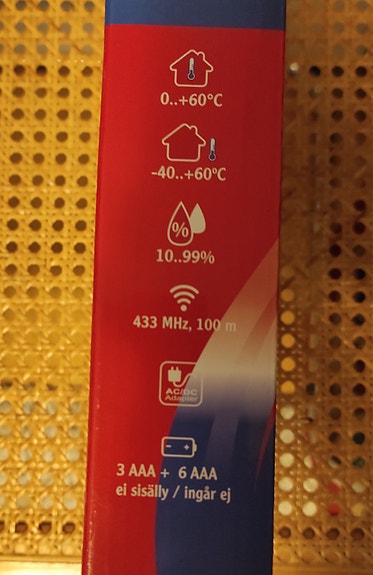 0..+60°C
-40..+60°C
%
10..99%
433 MHz, 100 m
AC/DC
Adapter
- +
3 AAA + 6 AAA
ei sisälly / ingår ej